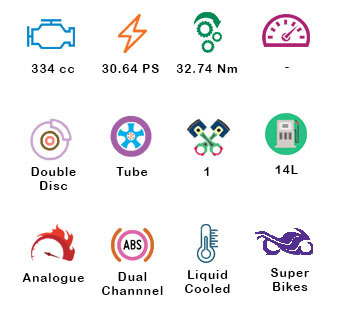 334 cc 30.64 PS 32.74 Nm -
Double Disc Tube 1 14L
ABS
Analogue Dual Channnel Liquid Cooled Super Bikes